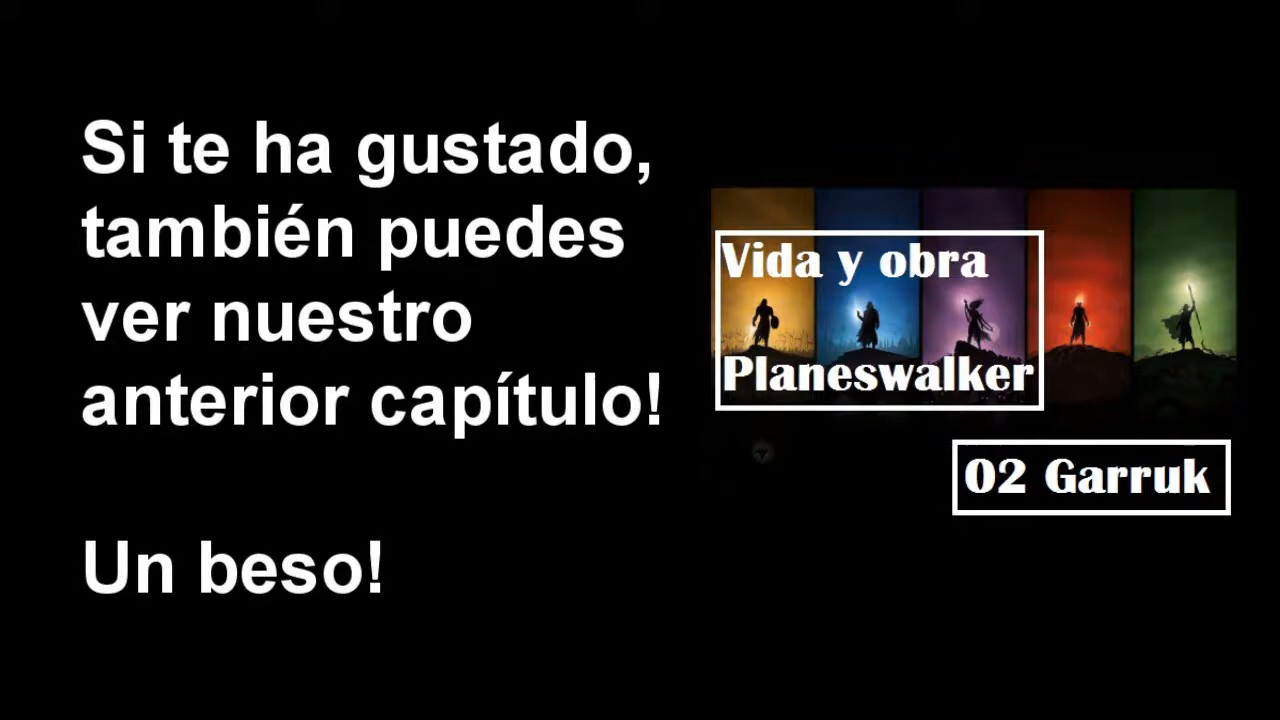 Si te ha gustado,
también puedes
ver nuestro
anterior capítulo!
Un beso!
Vida y obra
Planeswalker
02 Garruk